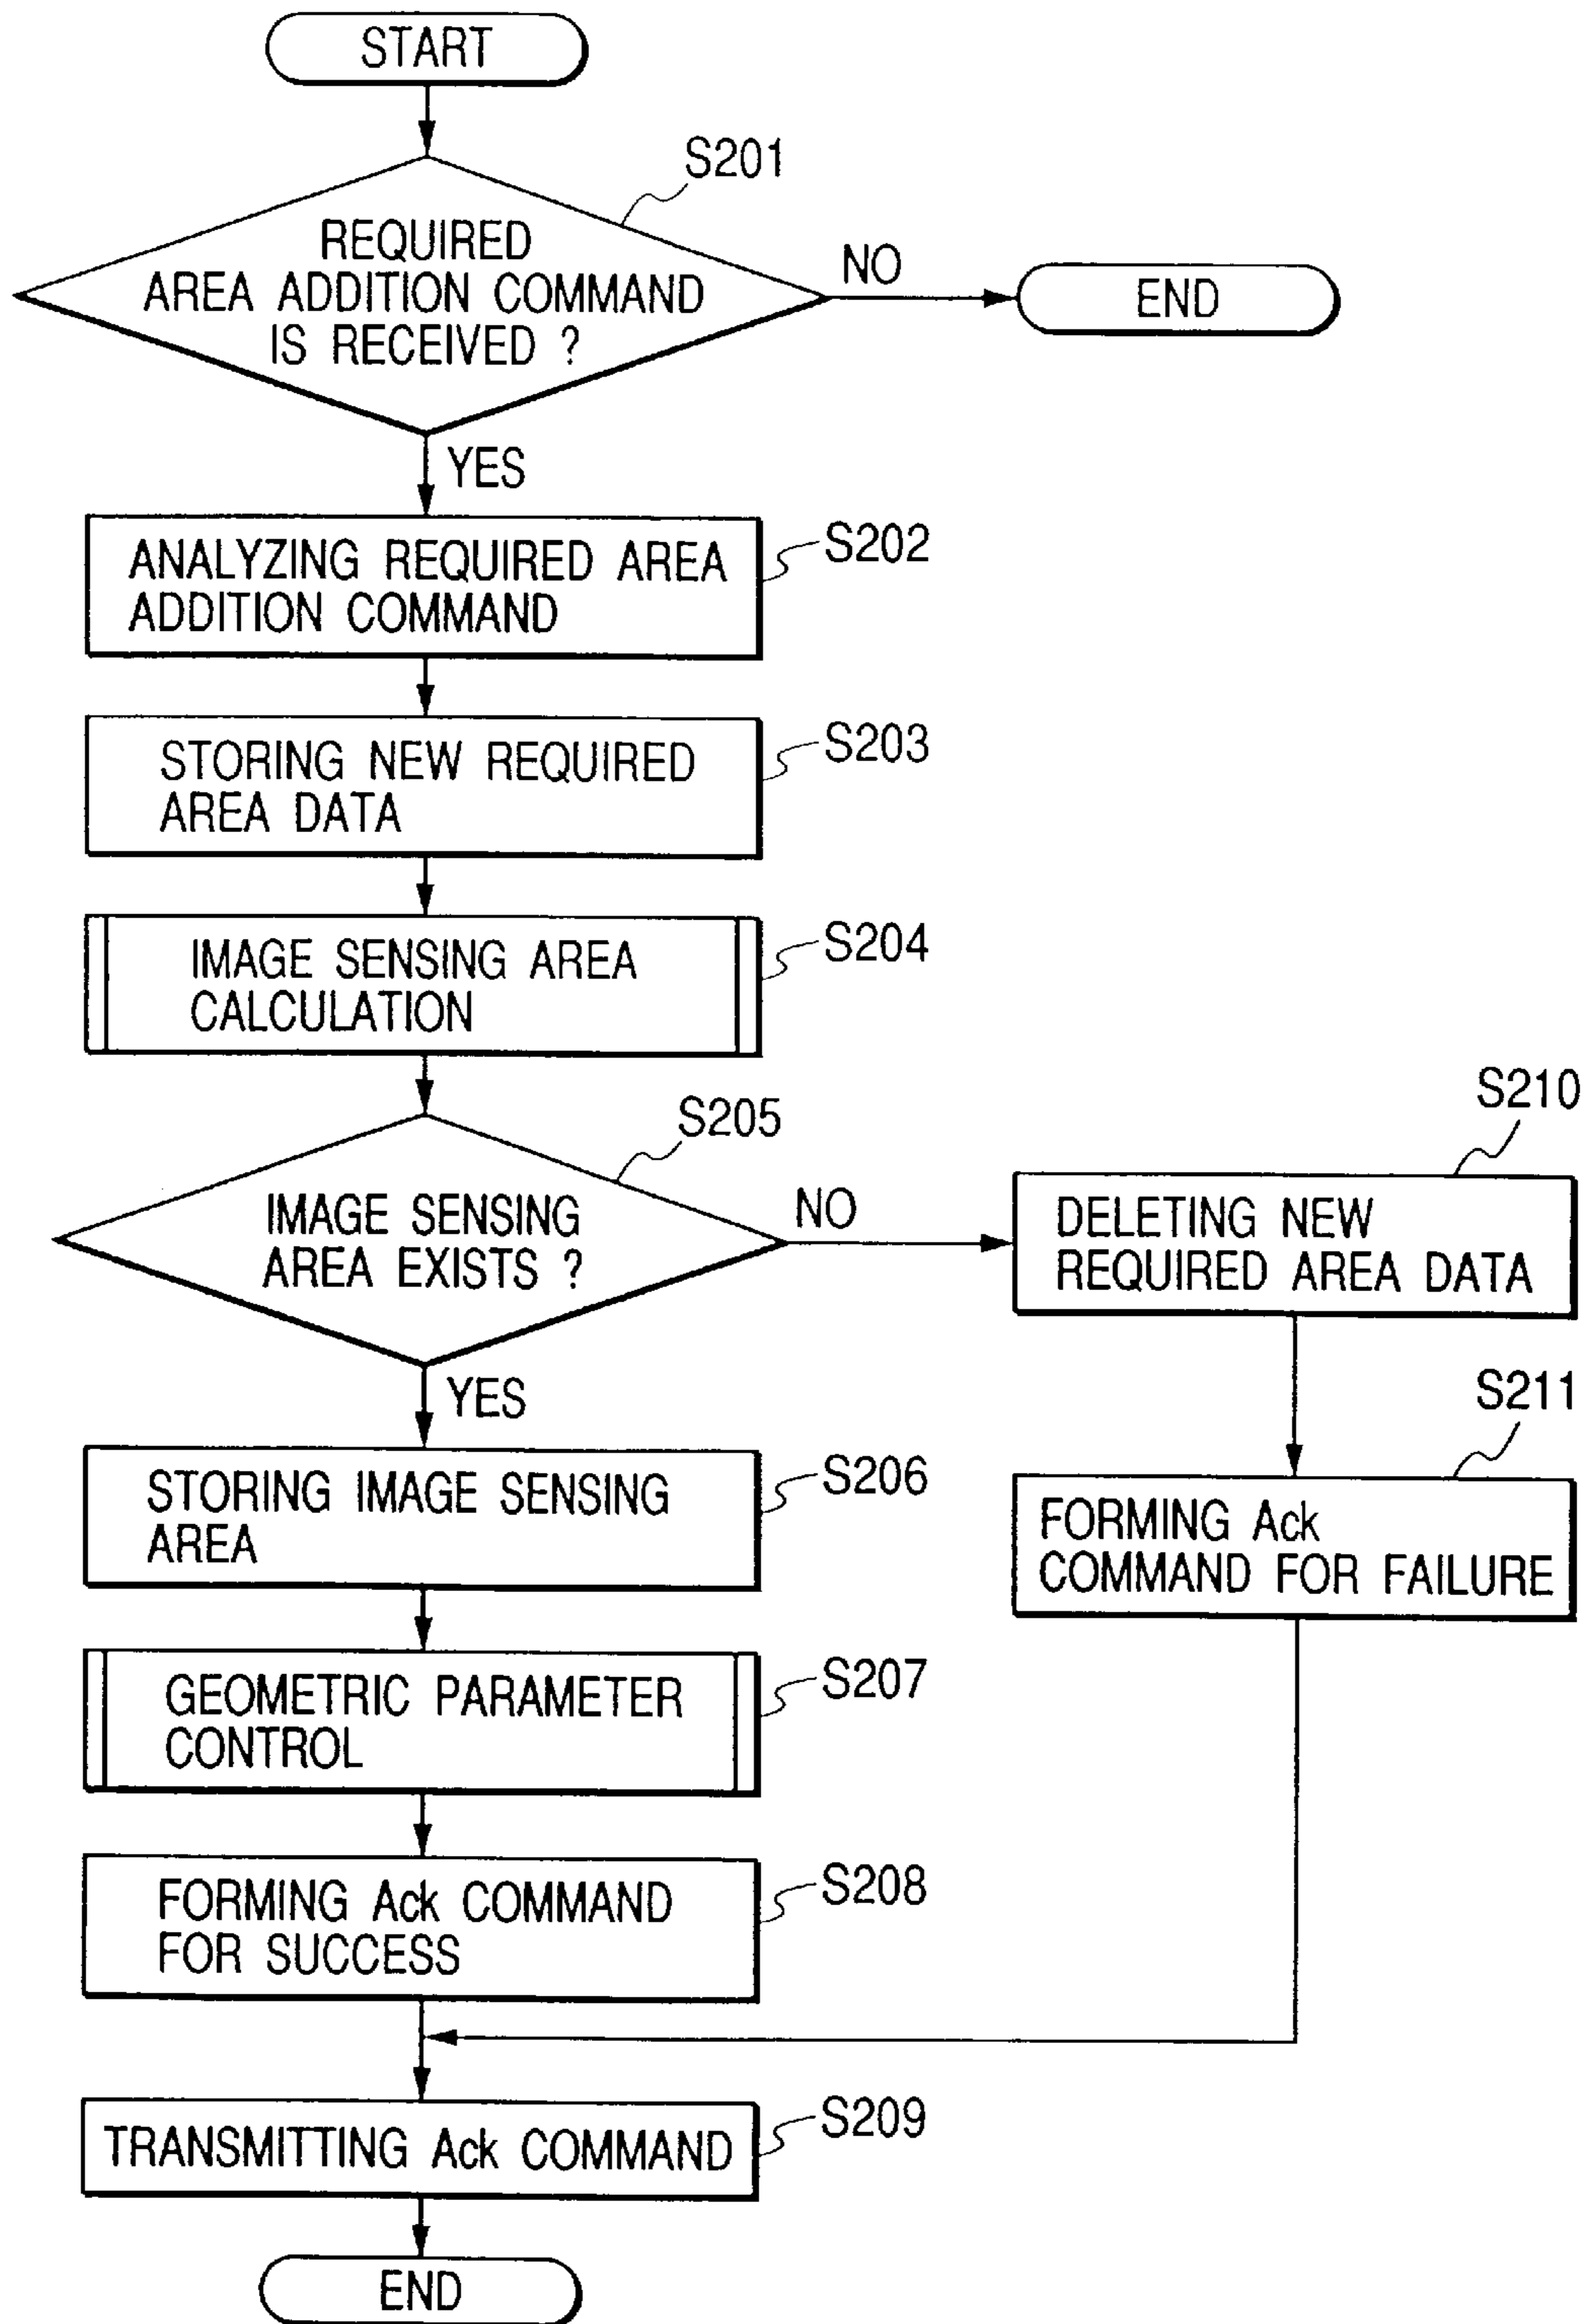 START
S201
REQUIRED
AREA ADDITION COMMAND
IS RECEIVED ?
NO
END
YES
ANALYZING REQUIRED AREA
ADDITION COMMAND
S202
STORING NEW REQUIRED
AREA DATA
S203
IMAGE SENSING AREA
CALCULATION
S204
S205
IMAGE SENSING
AREA EXISTS ?
NO
S210
DELETING NEW
REQUIRED AREA DATA
YES
S211
FORMING Ack
COMMAND FOR FAILURE
STORING IMAGE SENSING
AREA
S206
GEOMETRIC PARAMETER
CONTROL
S207
FORMING Ack COMMAND
FOR SUCCESS
S208
TRANSMITTING Ack COMMAND
S209
END